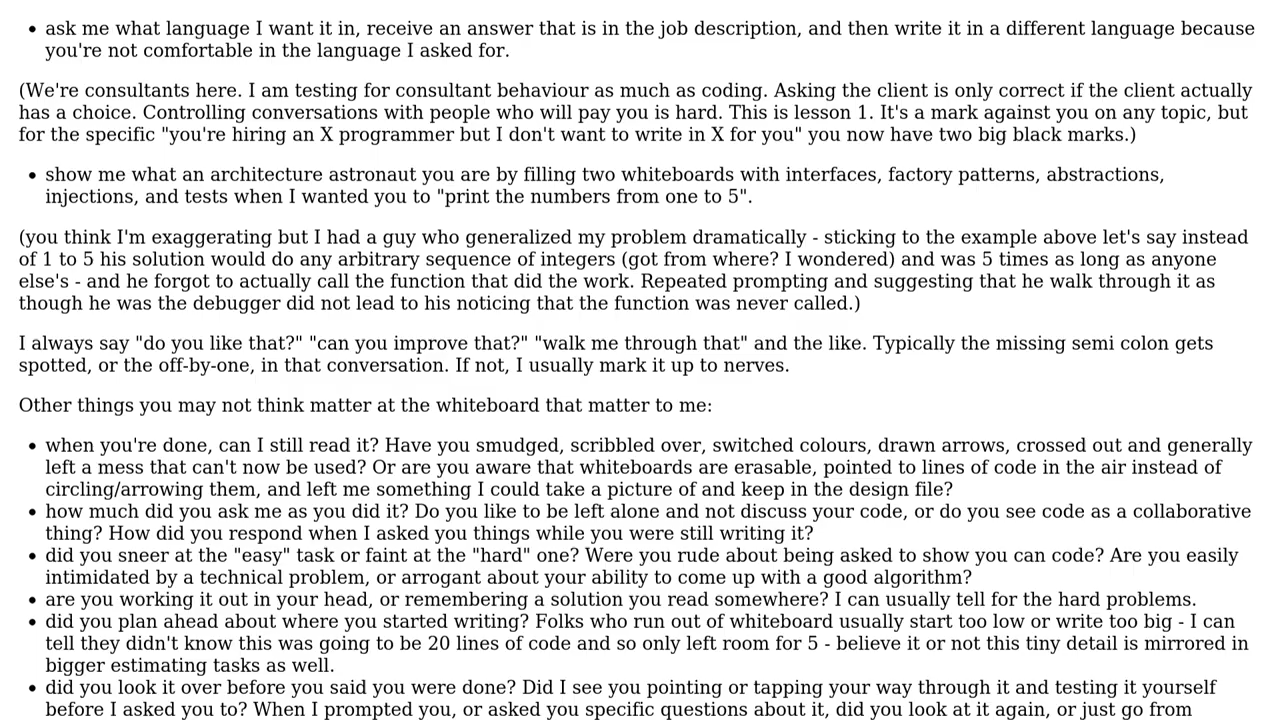 • ask me what language I want it in, receive an answer that is in the job description, and then write it in a different language because
you're not comfortable in the language I asked for.
(We're consultants here. I am testing for consultant behaviour as much as coding. Asking the client is only correct if the client actually
has a choice. Controlling conversations with people who will pay you is hard. This is lesson 1. It's a mark against you on any topic, but
for the specific "you're hiring an X programmer but I don't want to write in X for you" you now have two big black marks.)
• show me what an architecture astronaut you are by filling two whiteboards with interfaces, factory patterns, abstractions,
injections, and tests when I wanted you to "print the numbers from one to 5".
(you think I'm exaggerating but I had a guy who generalized my problem dramatically - sticking to the example above let's say instead
of 1 to 5 his solution would do any arbitrary sequence of integers (got from where? I wondered) and was 5 times as long as anyone
else's - and he forgot to actually call the function that did the work. Repeated prompting and suggesting that he walk through it as
though he was the debugger did not lead to his noticing that the function was never called.)
I always say "do you like that?" "can you improve that?" "walk me through that" and the like. Typically the missing semi colon gets
spotted, or the off-by-one, in that conversation. If not, I usually mark it up to nerves.
Other things you may not think matter at the whiteboard that matter to me:
• when you're done, can I still read it? Have you smudged, scribbled over, switched colours, drawn arrows, crossed out and generally
left a mess that can't now be used? Or are you aware that whiteboards are erasable, pointed to lines of code in the air instead of
circling/arrowing them, and left me something I could take a picture of and keep in the design file?
• how much did you ask me as you did it? Do you like to be left alone and not discuss your code, or do you see code as a collaborative
thing? How did you respond when I asked you things while you were still writing it?
• did you sneer at the "easy" task or faint at the "hard" one? Were you rude about being asked to show you can code? Are you easily
intimidated by a technical problem, or arrogant about your ability to come up with a good algorithm?
• are you working it out in your head, or remembering a solution you read somewhere? I can usually tell for the hard problems.
• did you plan ahead about where you started writing? Folks who run out of whiteboard usually start too low or write too big - I can
tell they didn't know this was going to be 20 lines of code and so only left room for 5 - believe it or not this tiny detail is mirrored in
bigger estimating tasks as well.
• did you look it over before you said you were done? Did I see you pointing or tapping your way through it and testing it yourself
before I asked you to? When I prompted you, or asked you specific questions about it, did you look at it again, or just go from